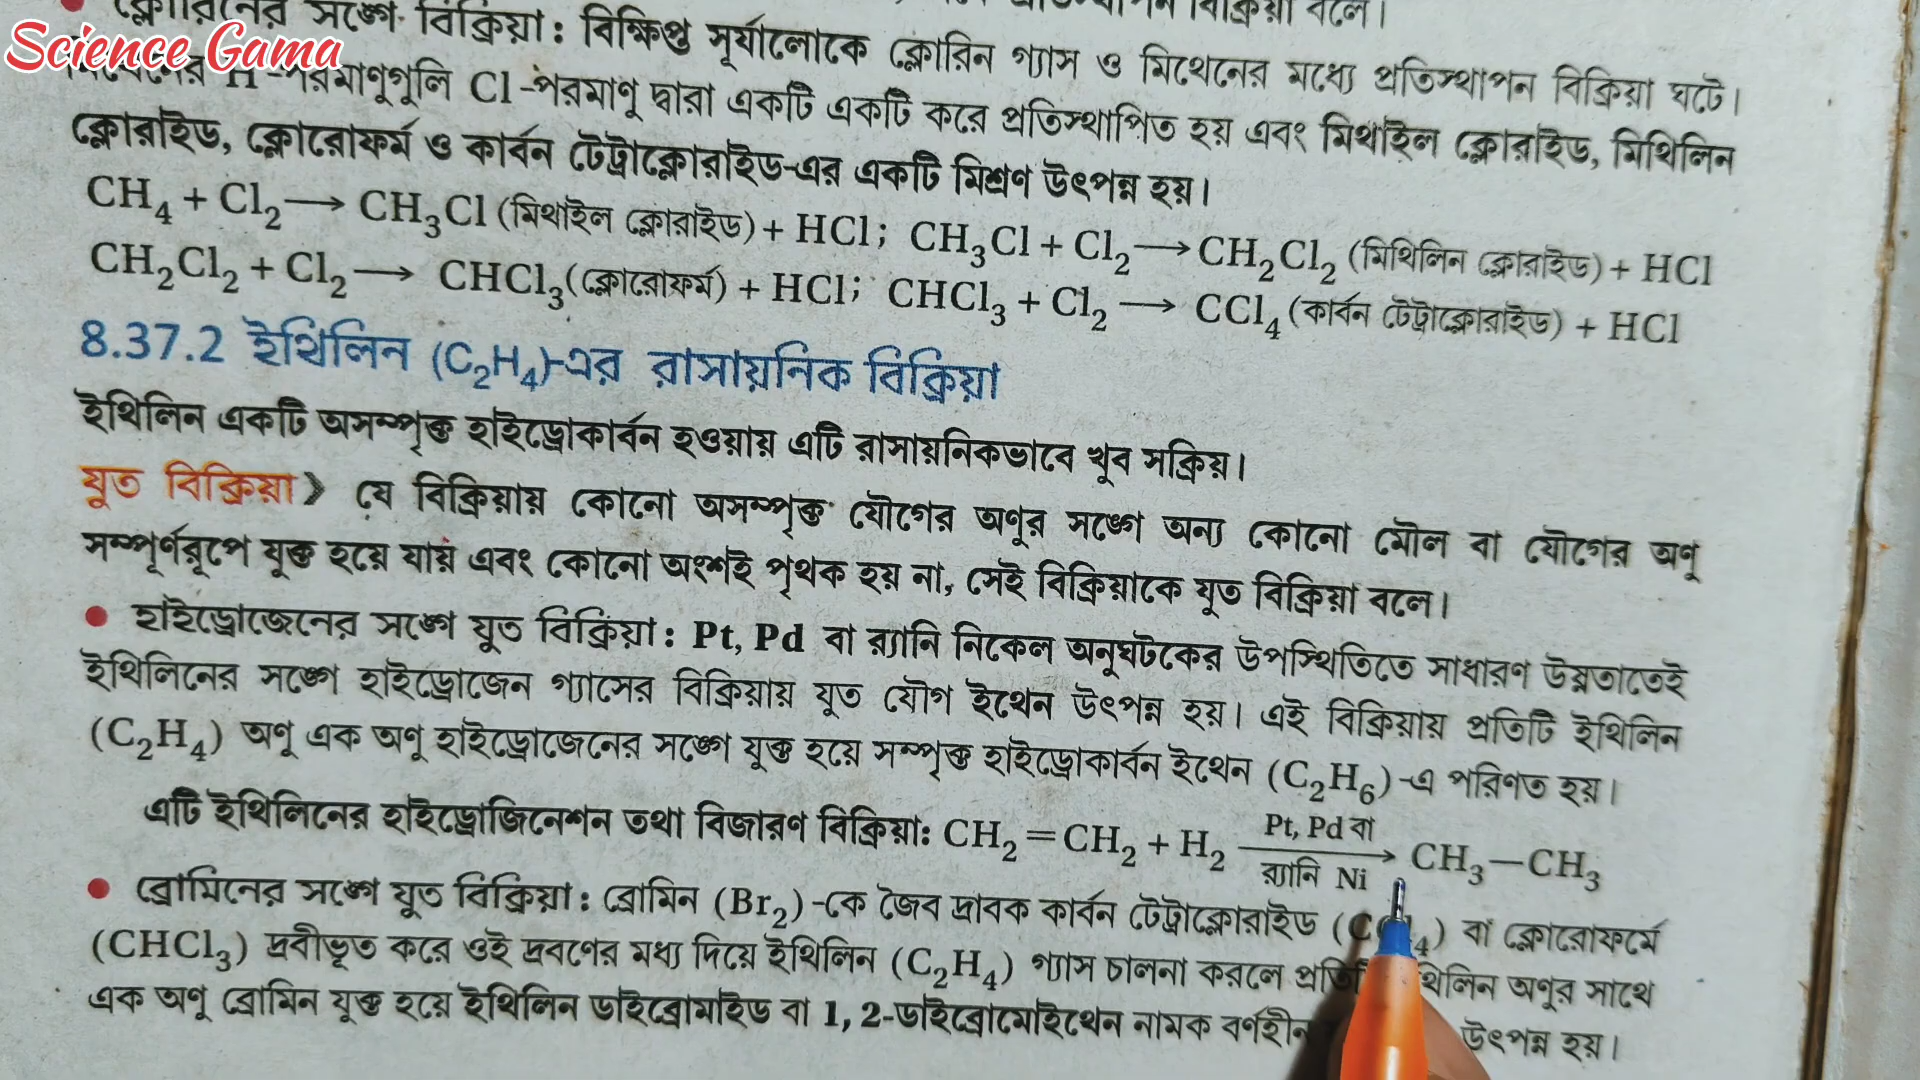 ক্লোরিনের সঙ্গে বিক্রিয়া : বিক্ষিপ্ত সূর্যালোকে ক্লোরিন গ্যাস ও মিথেনের মধ্যে প্রতিস্থাপন বিক্রিয়া ঘটে।
Science Gama
H -পরমাণুগুলি Cl -পরমাণু দ্বারা একটি একটি করে প্রতিস্থাপিত হয় এবং মিথাইল ক্লোরাইড, মিথিলিন
ক্লোরাইড, ক্লোরোফর্ম ও কার্বন টেট্রাক্লোরাইড-এর একটি মিশ্রণ উৎপন্ন হয়।
CH₄ + Cl₂ ⟶ CH₃Cl (মিথাইল ক্লোরাইড) + HCl ; CH₃Cl + Cl₂ ⟶ CH₂Cl₂ (মিথিলিন ক্লোরাইড) + HCl
CH₂Cl₂ + Cl₂ ⟶ CHCl₃ (ক্লোরোফর্ম) + HCl ; CHCl₃ + Cl₂ ⟶ CCl₄ (কার্বন টেট্রাক্লোরাইড) + HCl
8.37.2 ইথিলিন (C₂H₄)-এর রাসায়নিক বিক্রিয়া
ইথিলিন একটি অসম্পৃক্ত হাইড্রোকার্বন হওয়ায় এটি রাসায়নিকভাবে খুব সক্রিয়।
যুত বিক্রিয়া》 যে বিক্রিয়ায় কোনো অসম্পৃক্ত যৌগের অণুর সঙ্গে অন্য কোনো মৌল বা যৌগের অণু
সম্পূর্ণরূপে যুক্ত হয়ে যায় এবং কোনো অংশই পৃথক হয় না, সেই বিক্রিয়াকে যুত বিক্রিয়া বলে।
• হাইড্রোজেনের সঙ্গে যুত বিক্রিয়া : Pt, Pd বা র‍্যানি নিকেল অনুঘটকের উপস্থিতিতে সাধারণ উষ্ণতাতেই
ইথিলিনের সঙ্গে হাইড্রোজেন গ্যাসের বিক্রিয়ায় যুত যৌগ ইথেন উৎপন্ন হয়। এই বিক্রিয়ায় প্রতিটি ইথিলিন
(C₂H₄) অণু এক অণু হাইড্রোজেনের সঙ্গে যুক্ত হয়ে সম্পৃক্ত হাইড্রোকার্বন ইথেন (C₂H₆)-এ পরিণত হয়।
Pt, Pd বা
এটি ইথিলিনের হাইড্রোজিনেশন তথা বিজারণ বিক্রিয়া: CH₂=CH₂ + H₂ ⟶ CH₃—CH₃
র‍্যানি Ni
• ব্রোমিনের সঙ্গে যুত বিক্রিয়া : ব্রোমিন (Br₂)-কে জৈব দ্রাবক কার্বন টেট্রাক্লোরাইড বা ক্লোরোফর্মে
(CHCl₃) দ্রবীভূত করে ওই দ্রবণের মধ্য দিয়ে ইথিলিন (C₂H₄) গ্যাস চালনা করলে অণুর সাথে
এক অণু ব্রোমিন যুক্ত হয়ে ইথিলিন ডাইব্রোমাইড বা 1, 2-ডাইব্রোমোইথেন নামক বর্ণহীন উৎপন্ন হয়।